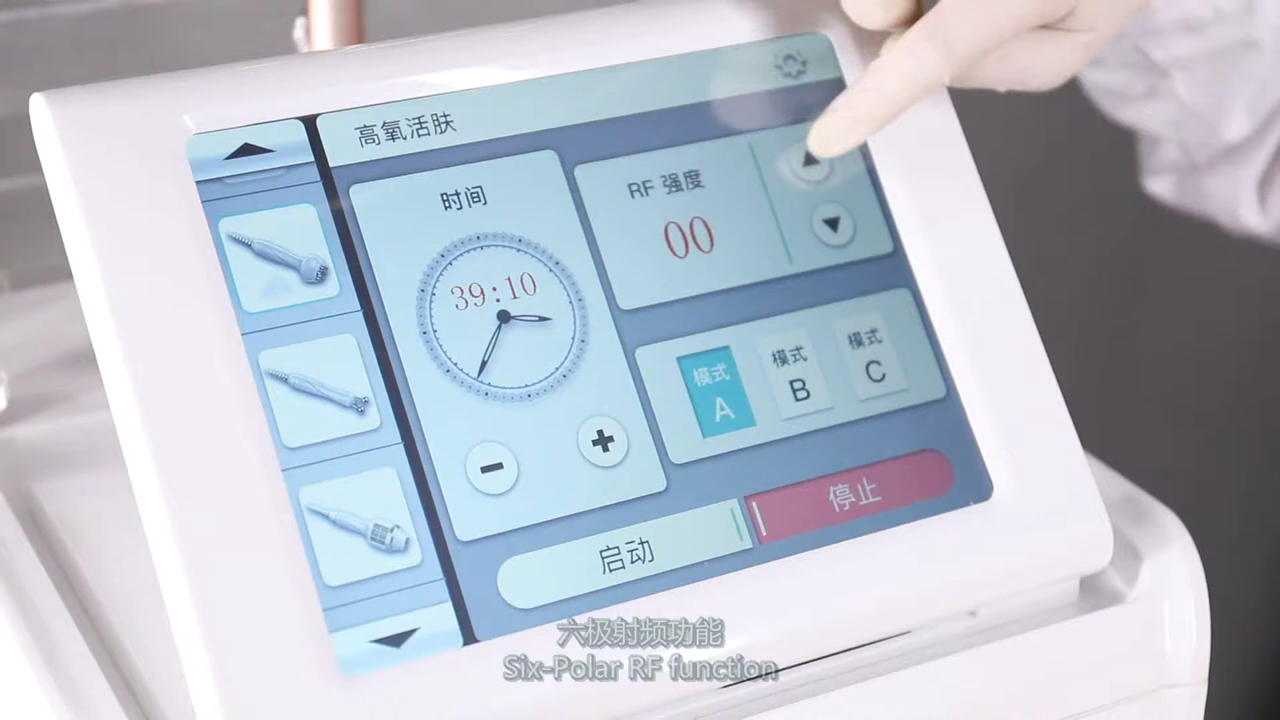 高氧活肤
时间
39:10
RF 强度
00
模式
A
模式
B
模式
C
启动
停止
六极射频功能
Six-Polar RF function